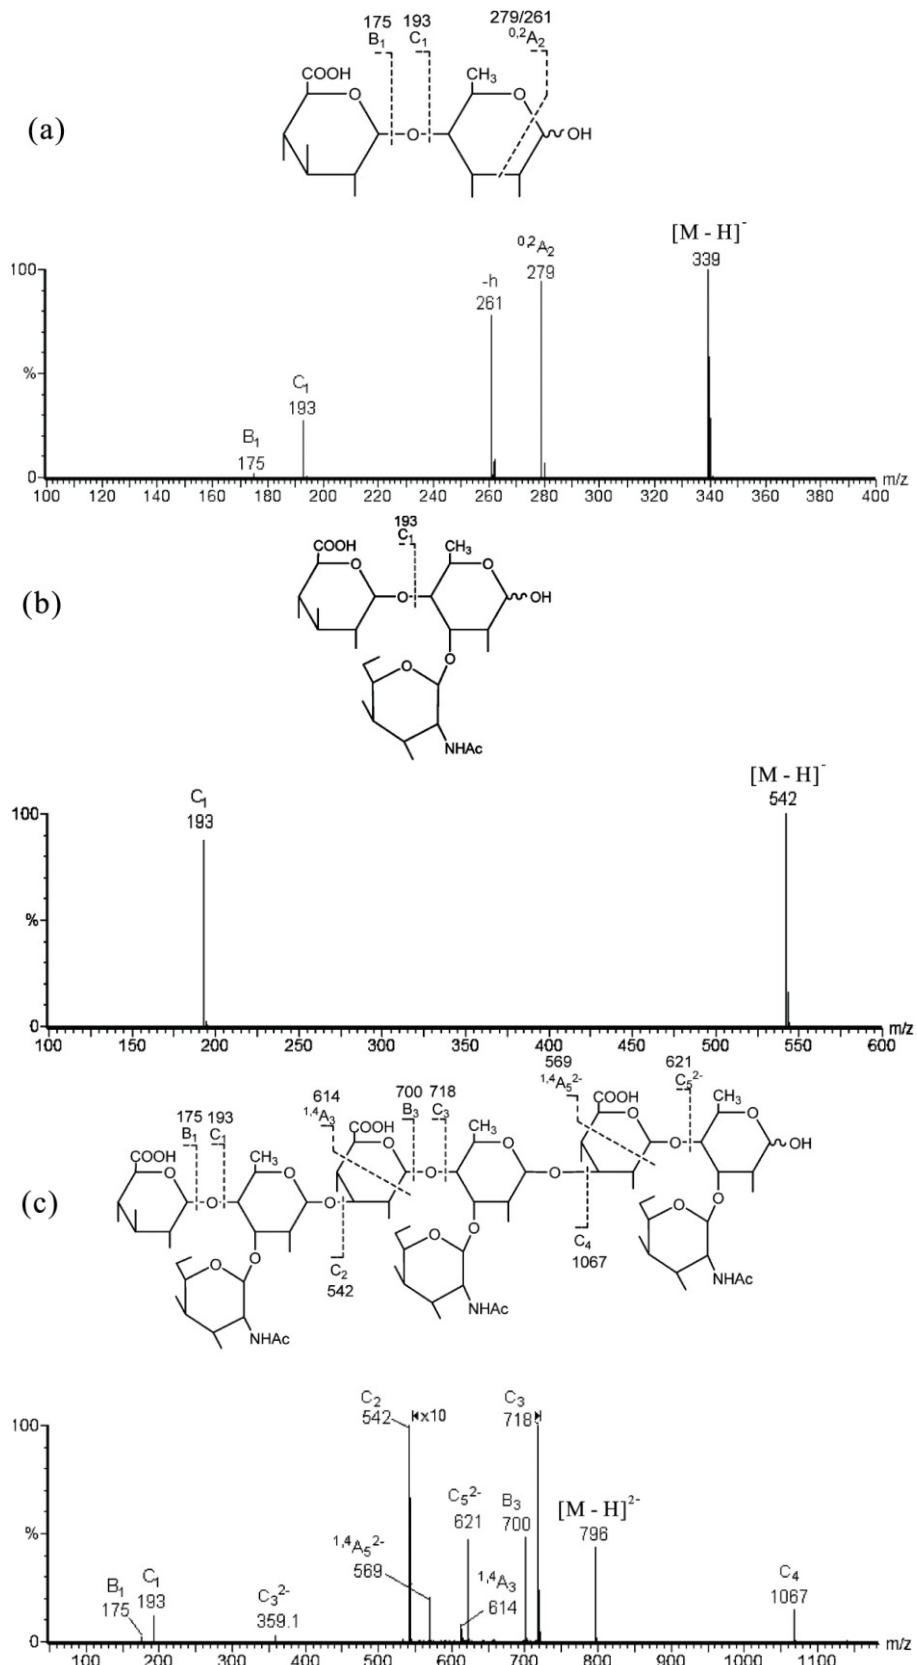 (a)
175 193 279/261
B₁ C₁ ⁰,²A₂
COOH CH₃
O O
O OH
[M - H]⁻
339
⁰,²A₂
279
-h
261
C₁
193
B₁
175
100
%
0
100 120 140 160 180 200 220 240 260 280 300 320 340 360 380 400 m/z
(b)
193
C₁
COOH CH₃
O O
O OH
O
O
NHAc
[M - H]⁻
542
C₁
193
100
%
0
100 150 200 250 300 350 400 450 500 550 600 m/z
(c)
175 193 614 700 718 569 621
B₁ C₁ ¹,⁴A₃ B₃ C₃ ¹,⁴A₅²⁻ C₅²⁻
COOH CH₃ COOH CH₃ COOH CH₃
O O O O O O
O O O O O OH
O O O
O O O
C₂
542
C₄
1067
NHAc NHAc NHAc
C₂
542
x10
C₃
718
C₅²⁻
621
B₃
700
[M - H]²⁻
796
¹,⁴A₅²⁻
569
¹,⁴A₃
614
C₄
1067
B₁
175
C₁
193
C₃²⁻
359.1
100
%
0
100 200 300 400 500 600 700 800 900 1000 1100 m/z